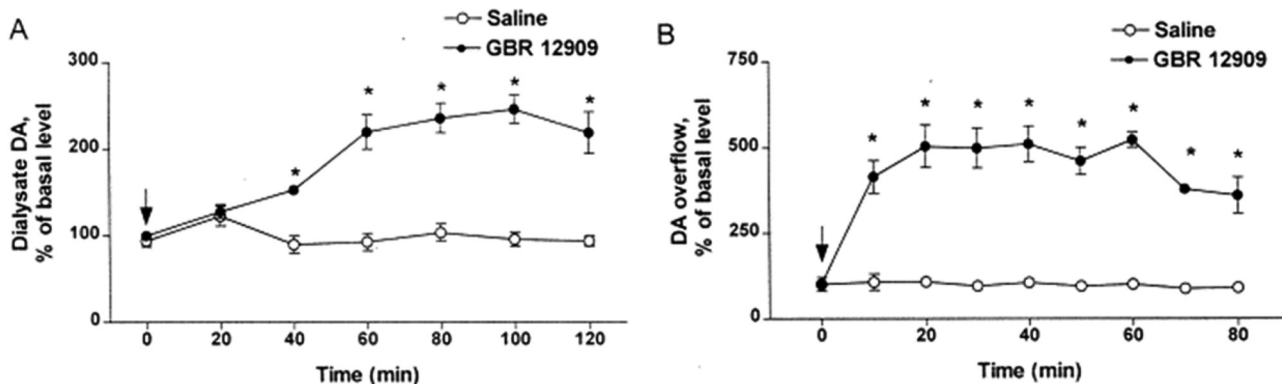 A
Saline
GBR 12909
Dialysate DA,
% of basal level
300
200
100
0
* * * * *
0 20 40 60 80 100 120
Time (min)
B
Saline
GBR 12909
DA overflow,
% of basal level
750
500
250
0
* * * * * * * *
0 20 40 60 80
Time (min)